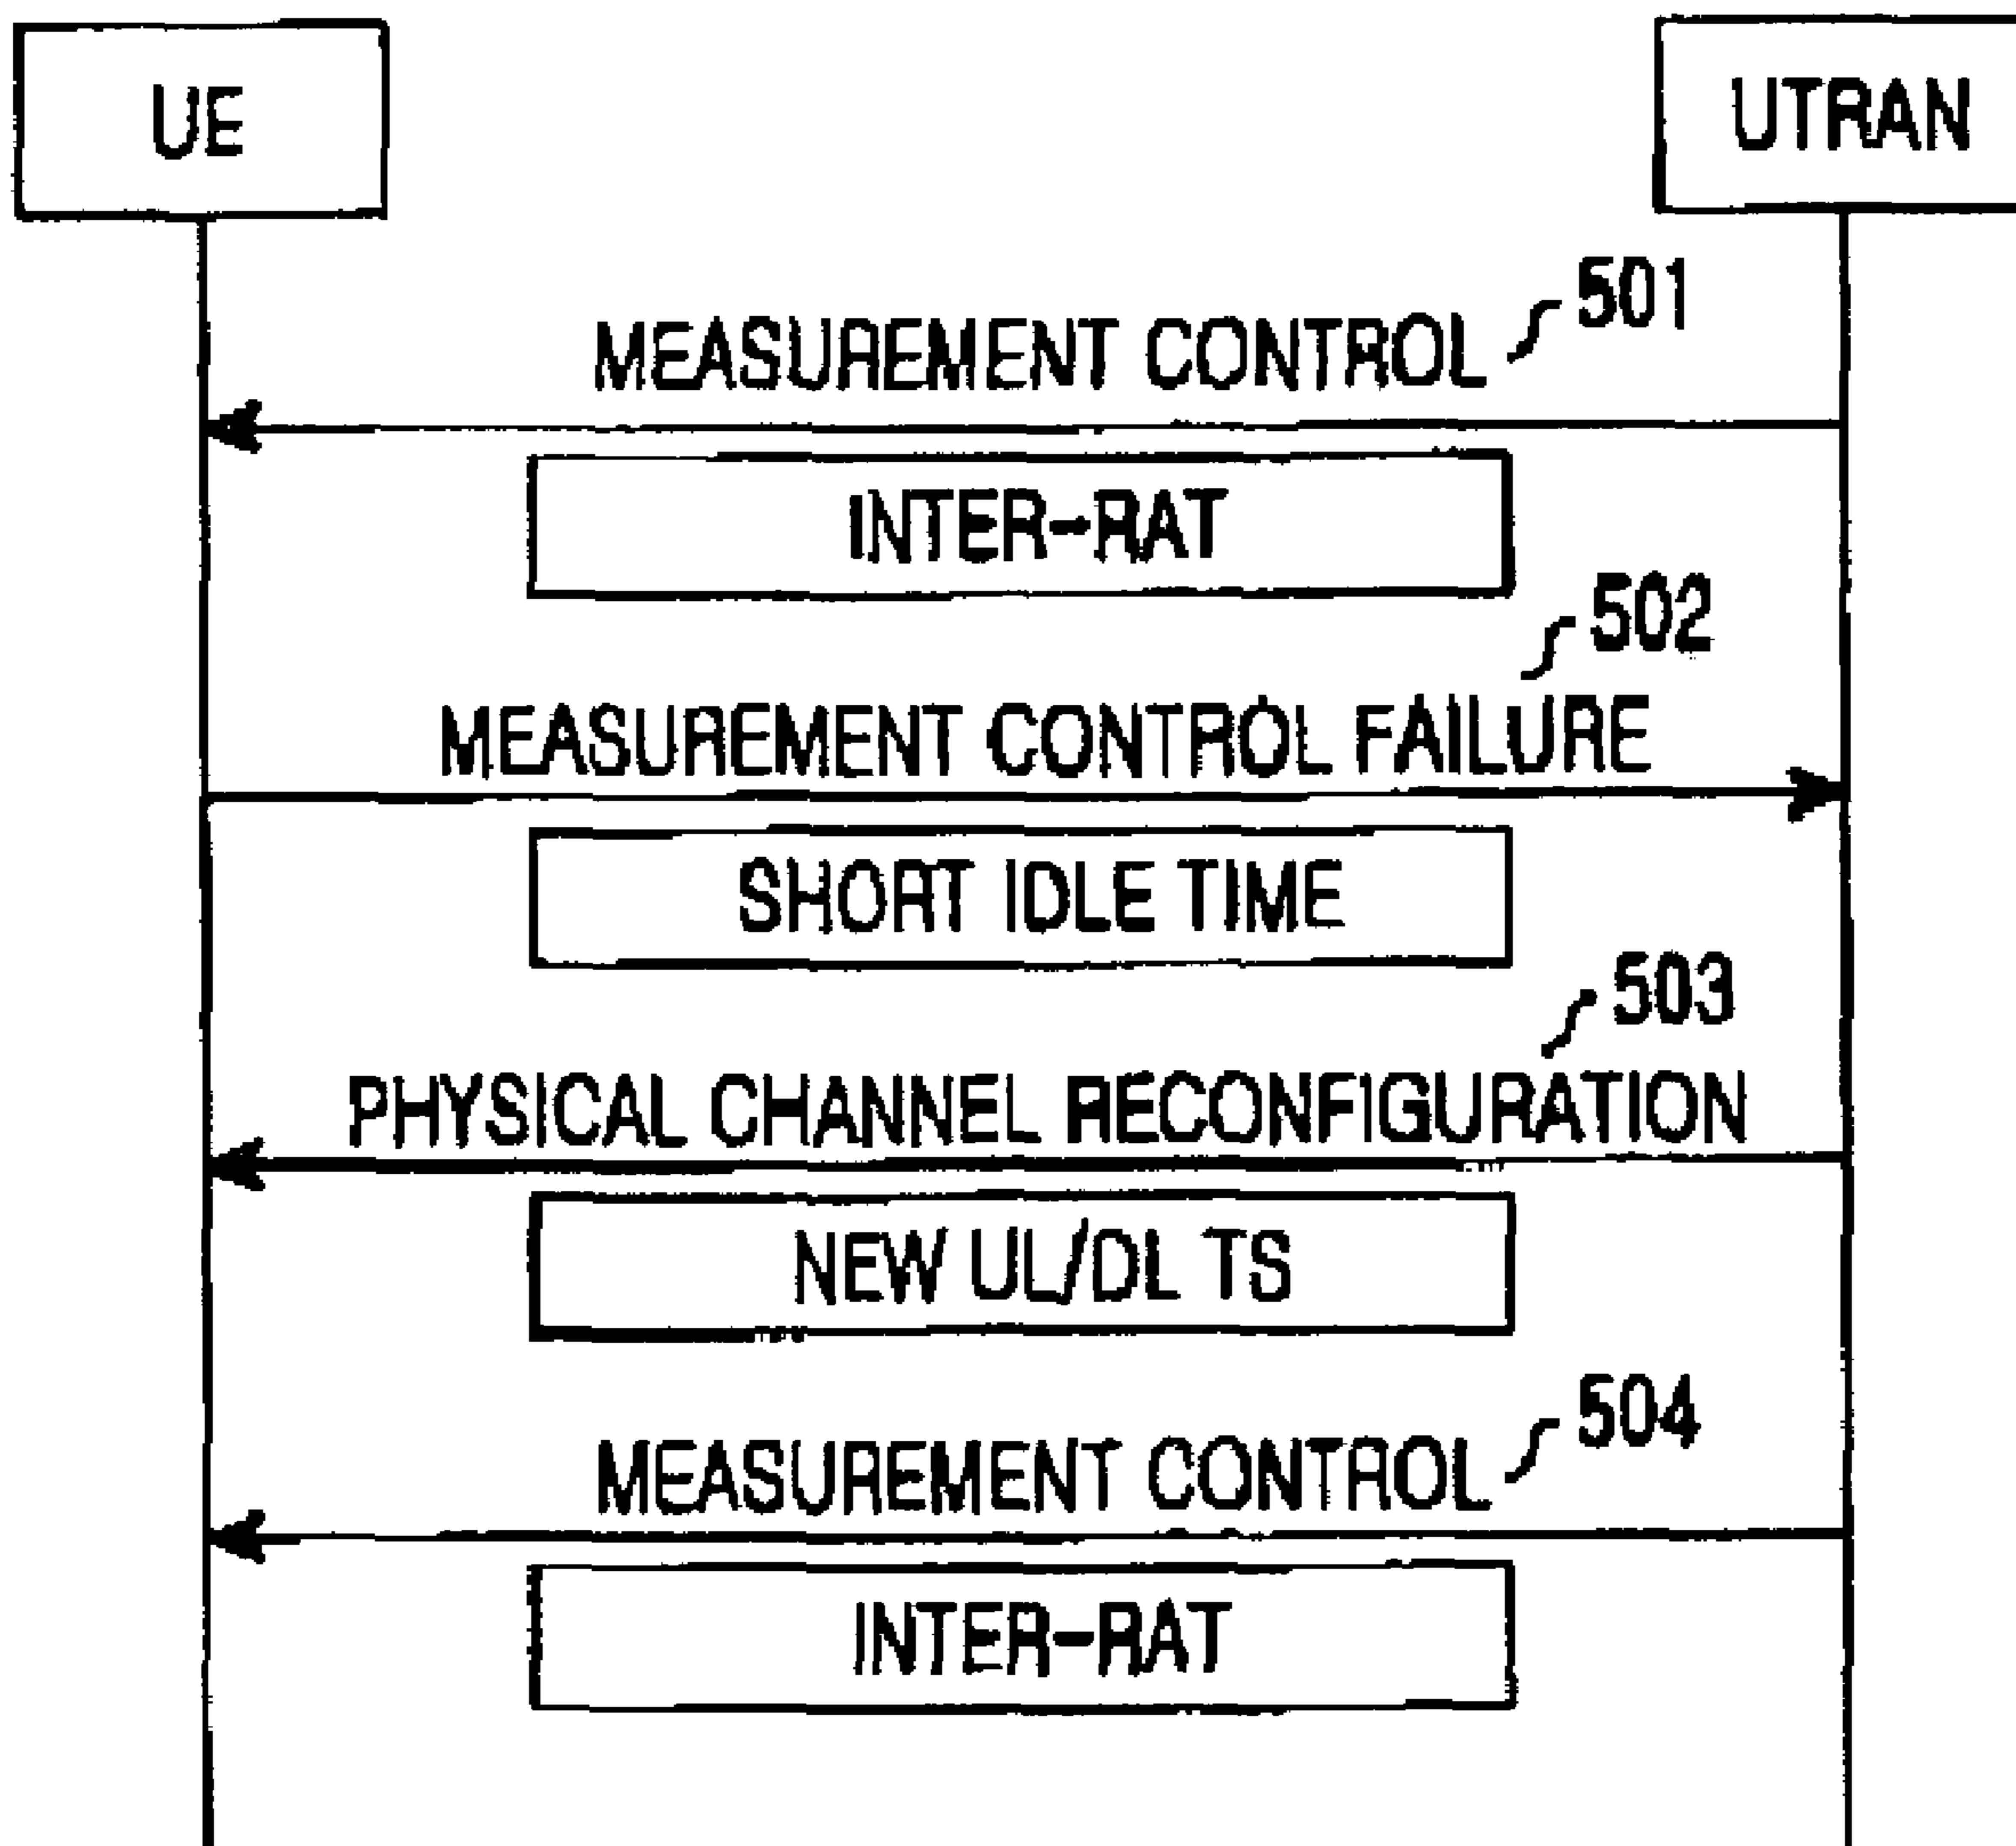 UE
UTRAN
501
MEASUREMENT CONTROL
INTER-RAT
502
MEASUREMENT CONTROL FAILURE
SHORT IDLE TIME
503
PHYSICAL CHANNEL RECONFIGURATION
NEW UL/DL TS
504
MEASUREMENT CONTROL
INTER-RAT